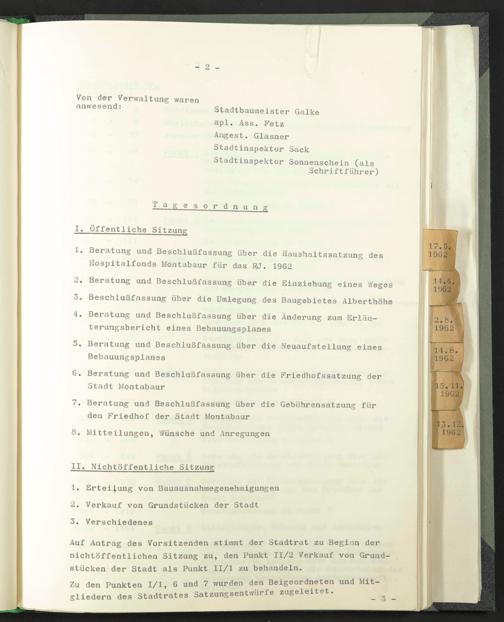 - 2 -
Von der Verwaltung waren
anwesend:
Stadtbaumeister Galke
apl. Ass. Fetz
Angest. Glasner
Stadtinspektor Sack
Stadtinspektor Sonnenschein (als
Schriftführer)
Tagesordnung
I. Öffentliche Sitzung
1. Beratung und Beschlußfassung über die Haushaltssatzung des
Hospitalfonds Montabaur für das RJ. 1962
2. Beratung und Beschlußfassung über die Einziehung eines Weges
3. Beschlußfassung über die Umlegung des Baugebietes Alberthöhe
4. Beratung und Beschlußfassung über die Änderung zum Erläu-
terungsbericht eines Bebauungsplanes
5. Beratung und Beschlußfassung über die Neuaufstellung eines
Bebauungsplanes
6. Beratung und Beschlußfassung über die Friedhofssatzung der
Stadt Montabaur
7. Beratung und Beschlußfassung über die Gebührensatzung für
den Friedhof der Stadt Montabaur
8. Mitteilungen, Wünsche und Anregungen
II. Nichtöffentliche Sitzung
1. Erteilung von Bauausnahmegenehmigungen
2. Verkauf von Grundstücken der Stadt
3. Verschiedenes
Auf Antrag des Vorsitzenden stimmt der Stadtrat zu Beginn der
nichtöffentlichen Sitzung zu, den Punkt II/2 Verkauf von Grund-
stücken der Stadt als Punkt II/1 zu behandeln.
Zu den Punkten I/1, 6 und 7 wurden den Beigeordneten und Mit-
gliedern des Stadtrates Satzungsentwürfe zugeleitet.
- 3 -
17.5.
1962
14.6.
1962
2.8.
1962
14.8.
1962
15.11.
1962
13.12.
1962